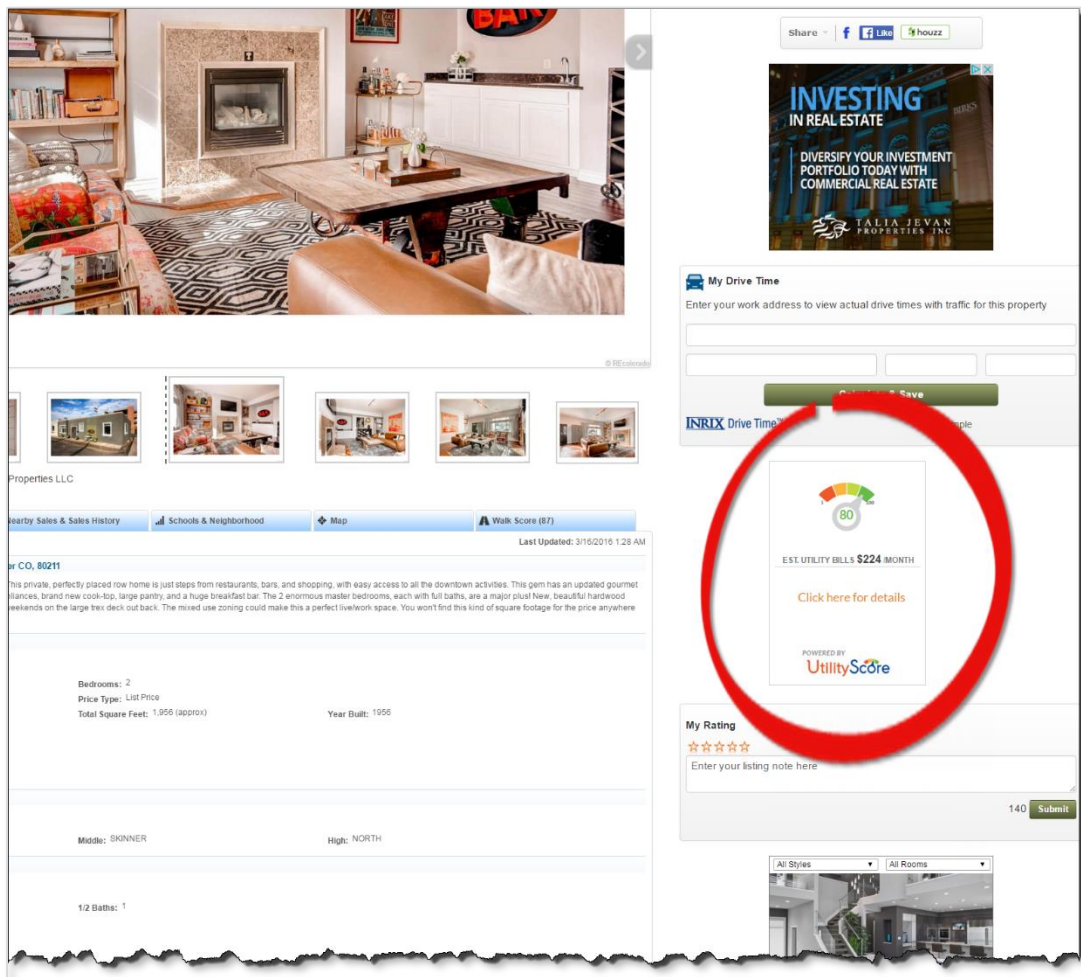 BAR
© REcolorado
Properties LLC
Nearby Sales & Sales History
Schools & Neighborhood
Map
Walk Score (87)
Last Updated: 3/16/2016 1:28 AM
er CO, 80211
This private, perfectly placed row home is just steps from restaurants, bars, and shopping, with easy access to all the downtown activities. This gem has an updated gourmet
liances, brand new cook-top, large pantry, and a huge breakfast bar. The 2 enormous master bedrooms, each with full baths, are a major plus! New, beautiful hardwood
weekends on the large trex deck out back. The mixed use zoning could make this a perfect live/work space. You won't find this kind of square footage for the price anywhere
Bedrooms: 2
Price Type: List Price
Total Square Feet: 1,956 (approx)
Year Built: 1956
Middle: SKINNER
High: NORTH
1/2 Baths: 1
Share
f
f Like
houzz
INVESTING
IN REAL ESTATE
BIRKS
DIVERSIFY YOUR INVESTMENT
PORTFOLIO TODAY WITH
COMMERCIAL REAL ESTATE
TALIA JEVAN
PROPERTIES INC
My Drive Time
Enter your work address to view actual drive times with traffic for this property
& Save
INRIX Drive Time
mple
1
100
80
EST. UTILITY BILLS $224 /MONTH
Click here for details
POWERED BY
UtilityScore
My Rating
Enter your listing note here
140
Submit
All Styles
All Rooms